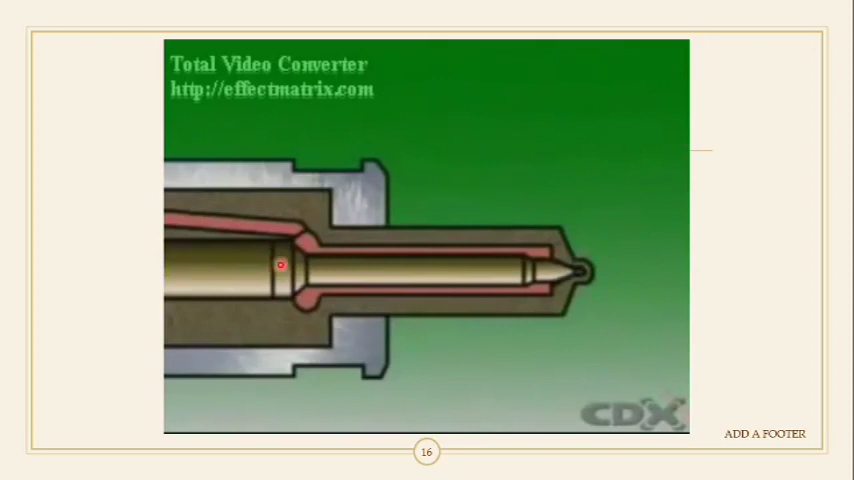 Total Video Converter
http://effectmatrix.com
CDX
ADD A FOOTER
16